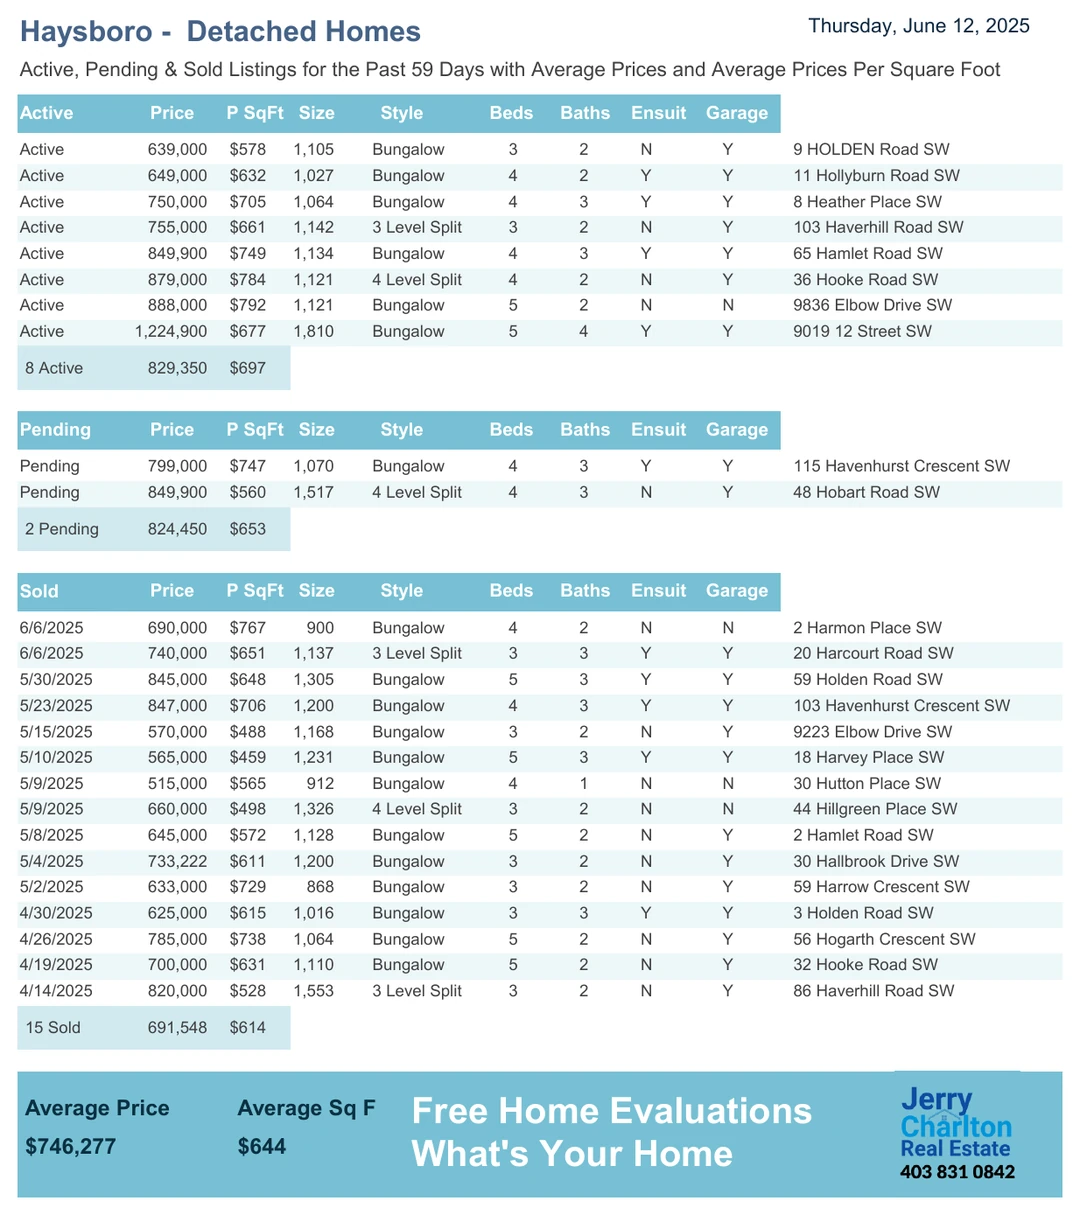 Haysboro -  Detached Homes
Thursday, June 12, 2025
Active, Pending & Sold Listings for the Past 59 Days with Average Prices and Average Prices Per Square Foot
Active Price P SqFt Size Style Beds Baths Ensuit Garage
Active 639,000 $578 1,105 Bungalow 3 2 N Y 9 HOLDEN Road SW
Active 649,000 $632 1,027 Bungalow 4 2 Y Y 11 Hollyburn Road SW
Active 750,000 $705 1,064 Bungalow 4 3 Y Y 8 Heather Place SW
Active 755,000 $661 1,142 3 Level Split 3 2 N Y 103 Haverhill Road SW
Active 849,900 $749 1,134 Bungalow 4 3 Y Y 65 Hamlet Road SW
Active 879,000 $784 1,121 4 Level Split 4 2 N Y 36 Hooke Road SW
Active 888,000 $792 1,121 Bungalow 5 2 N N 9836 Elbow Drive SW
Active 1,224,900 $677 1,810 Bungalow 5 4 Y Y 9019 12 Street SW
8 Active 829,350 $697
Pending Price P SqFt Size Style Beds Baths Ensuit Garage
Pending 799,000 $747 1,070 Bungalow 4 3 Y Y 115 Havenhurst Crescent SW
Pending 849,900 $560 1,517 4 Level Split 4 3 N Y 48 Hobart Road SW
2 Pending 824,450 $653
Sold Price P SqFt Size Style Beds Baths Ensuit Garage
6/6/2025 690,000 $767 900 Bungalow 4 2 N N 2 Harmon Place SW
6/6/2025 740,000 $651 1,137 3 Level Split 3 3 Y Y 20 Harcourt Road SW
5/30/2025 845,000 $648 1,305 Bungalow 5 3 Y Y 59 Holden Road SW
5/23/2025 847,000 $706 1,200 Bungalow 4 3 Y Y 103 Havenhurst Crescent SW
5/15/2025 570,000 $488 1,168 Bungalow 3 2 N Y 9223 Elbow Drive SW
5/10/2025 565,000 $459 1,231 Bungalow 5 3 Y Y 18 Harvey Place SW
5/9/2025 515,000 $565 912 Bungalow 4 1 N N 30 Hutton Place SW
5/9/2025 660,000 $498 1,326 4 Level Split 3 2 N N 44 Hillgreen Place SW
5/8/2025 645,000 $572 1,128 Bungalow 5 2 N Y 2 Hamlet Road SW
5/4/2025 733,222 $611 1,200 Bungalow 3 2 N Y 30 Hallbrook Drive SW
5/2/2025 633,000 $729 868 Bungalow 3 2 N Y 59 Harrow Crescent SW
4/30/2025 625,000 $615 1,016 Bungalow 3 3 Y Y 3 Holden Road SW
4/26/2025 785,000 $738 1,064 Bungalow 5 2 N Y 56 Hogarth Crescent SW
4/19/2025 700,000 $631 1,110 Bungalow 5 2 N Y 32 Hooke Road SW
4/14/2025 820,000 $528 1,553 3 Level Split 3 2 N Y 86 Haverhill Road SW
15 Sold 691,548 $614
Average Price Average Sq F
$746,277 $644
Free Home Evaluations
What's Your Home
Jerry
Charlton
Real Estate
403 831 0842